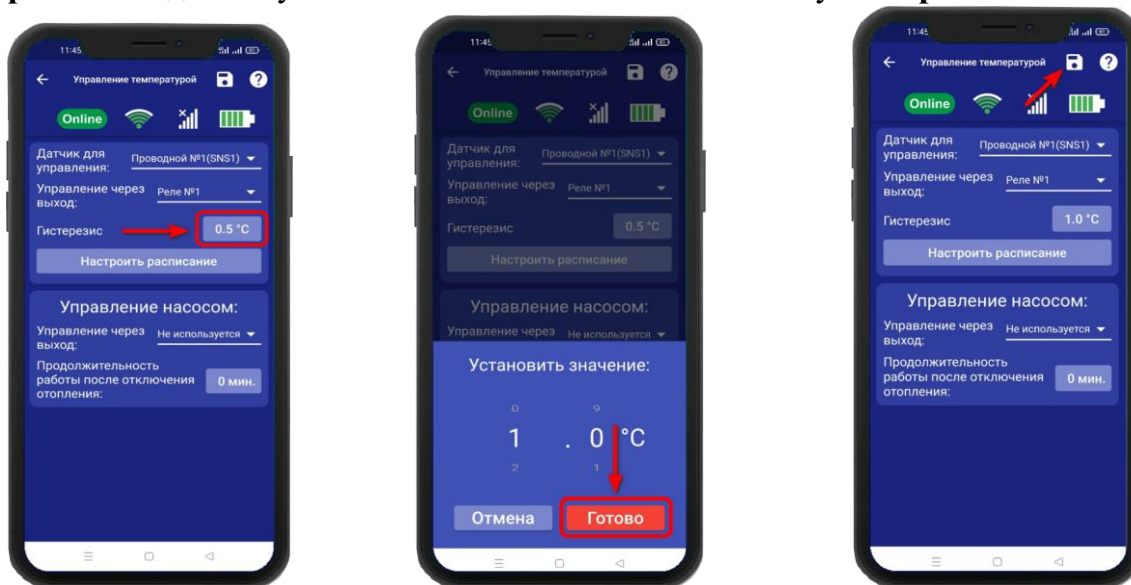 11:45
Управление температурой
Online
Датчик для управления:
Проводной №1(SNS1)
Управление через выход:
Реле №1
Гистерезис
0.5 °C
Настроить расписание
Управление насосом:
Управление через выход:
Не используется
Продолжительность работы после отключения отопления:
0 мин.
11:45
Управление температурой
Online
Датчик для управления:
Проводной №1(SNS1)
Управление через выход:
Реле №1
Гистерезис
0.5 °C
Настроить расписание
Управление насосом:
Управление через
Не используется
Установить значение:
0 9
1 . 0 °C
2 1
Отмена
Готово
11:45
Управление температурой
Online
Датчик для управления:
Проводной №1(SNS1)
Управление через выход:
Реле №1
Гистерезис
1.0 °C
Настроить расписание
Управление насосом:
Управление через выход:
Не используется
Продолжительность работы после отключения отопления:
0 мин.